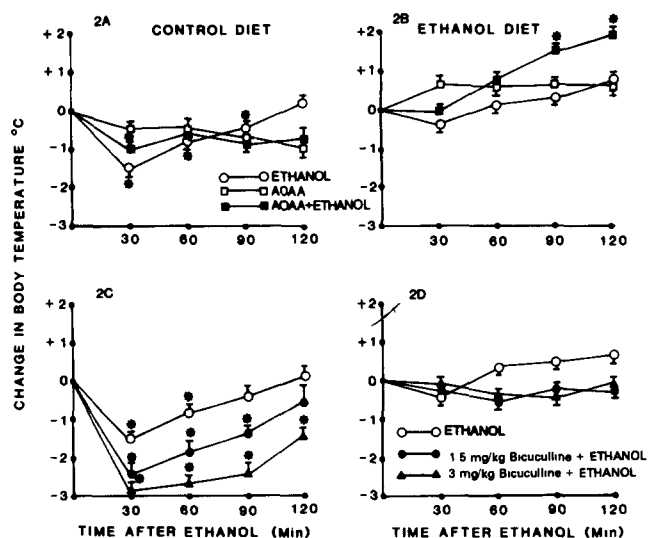 2A
CONTROL DIET
2B
ETHANOL DIET
CHANGE IN BODY TEMPERATURE °C
+2
+1
0
-1
-2
-3
30
60
90
120
ETHANOL
AOAA
AOAA+ETHANOL
+2
+1
0
-1
-2
-3
30
60
90
120
2C
+2
+1
0
-1
-2
-3
30
60
90
120
TIME AFTER ETHANOL (Min)
2D
+2
+1
0
-1
-2
-3
30
60
90
120
ETHANOL
1 5 mg/kg Bicuculline + ETHANOL
3 mg/kg Bicuculline + ETHANOL
TIME AFTER ETHANOL (Min)